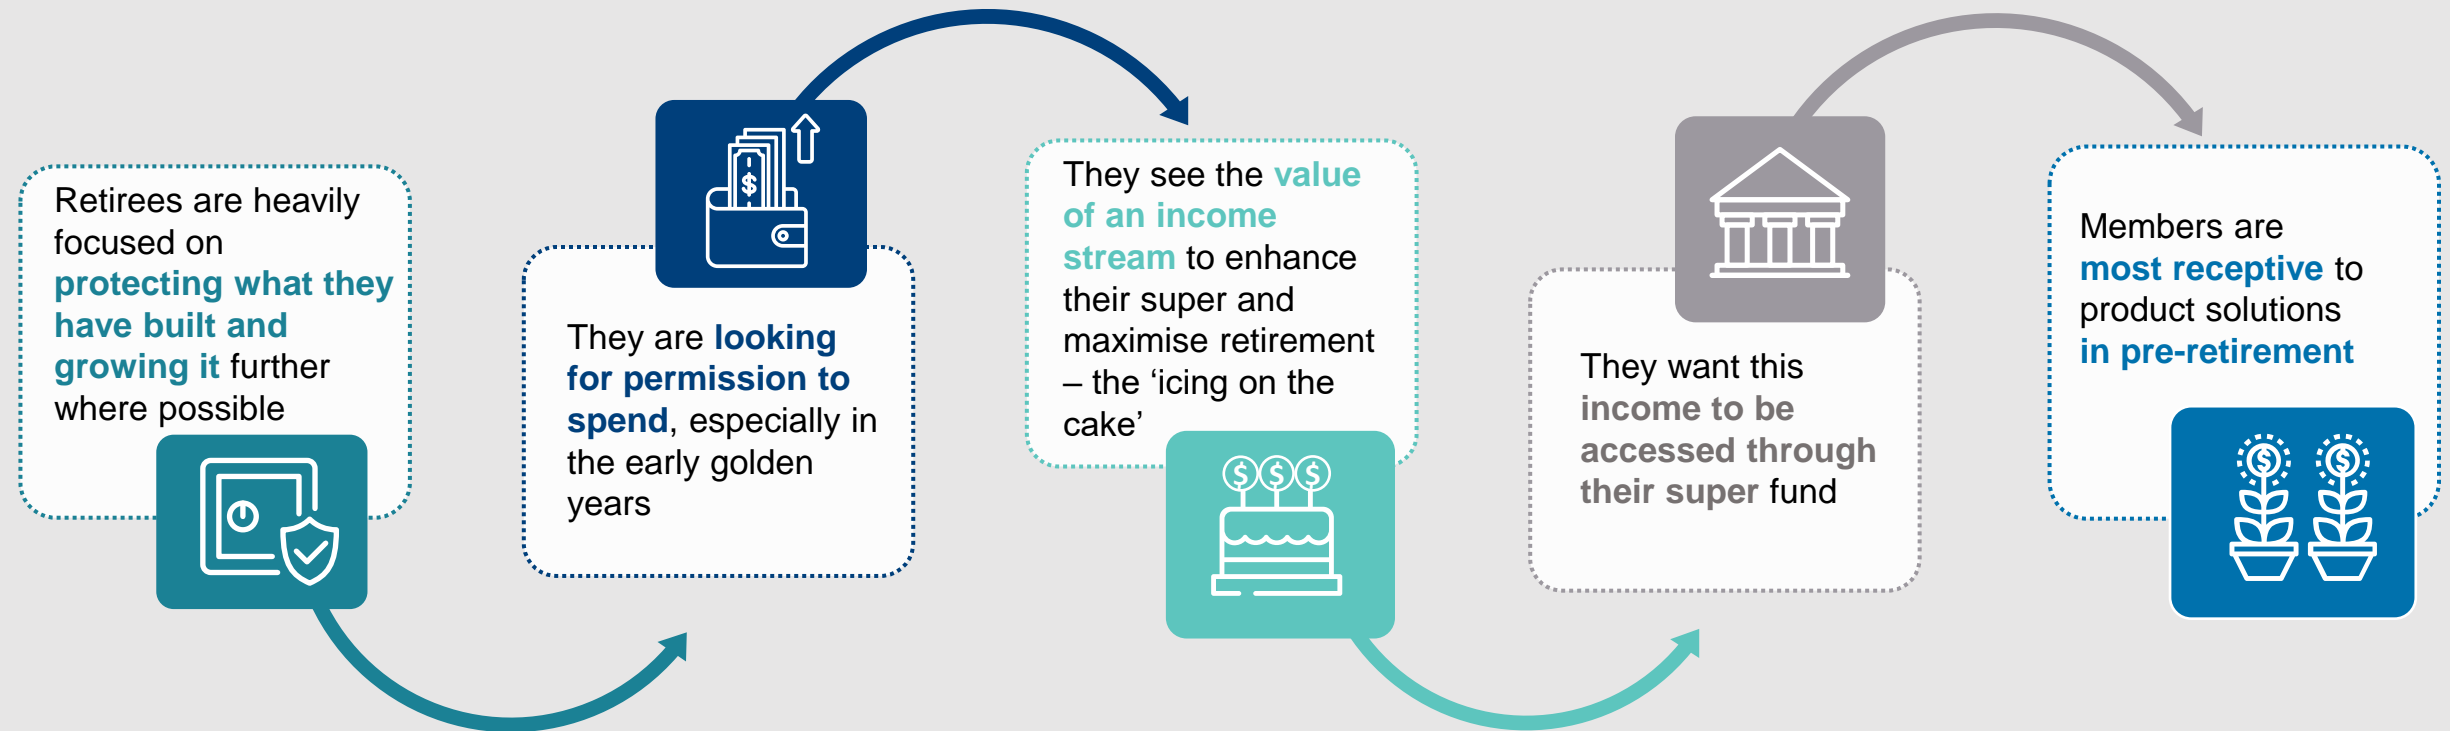 Retirees are heavily
focused on
protecting what they
have built and
growing it further
where possible
They are looking
for permission to
spend, especially in
the early golden
years
They see the value
of an income
stream to enhance
their super and
maximise retirement
– the ‘icing on the
cake’
They want this
income to be
accessed through
their super fund
Members are
most receptive to
product solutions
in pre-retirement
$
$ $ $
$ $